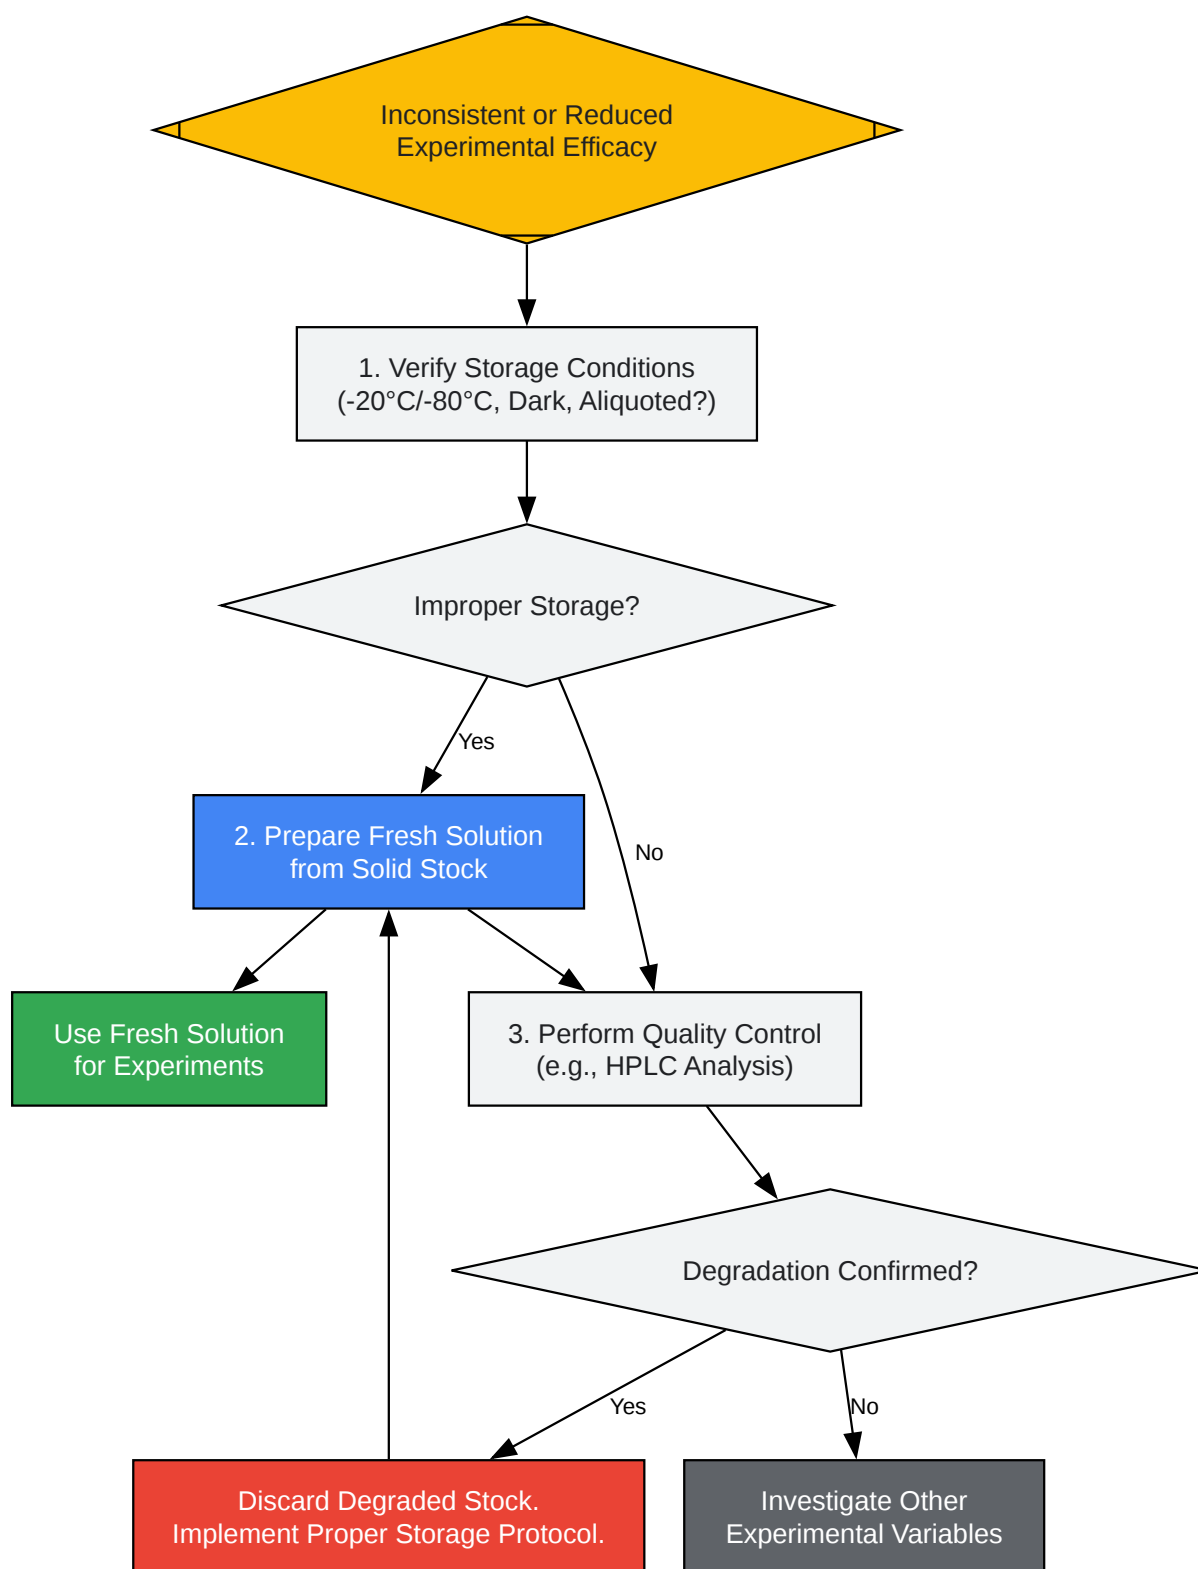 Inconsistent or Reduced
Experimental Efficacy
1. Verify Storage Conditions
(-20°C/-80°C, Dark, Aliquoted?)
Improper Storage?
Yes
2. Prepare Fresh Solution
from Solid Stock
No
Use Fresh Solution
for Experiments
3. Perform Quality Control
(e.g., HPLC Analysis)
Degradation Confirmed?
Yes
No
Discard Degraded Stock.
Implement Proper Storage Protocol.
Investigate Other
Experimental Variables